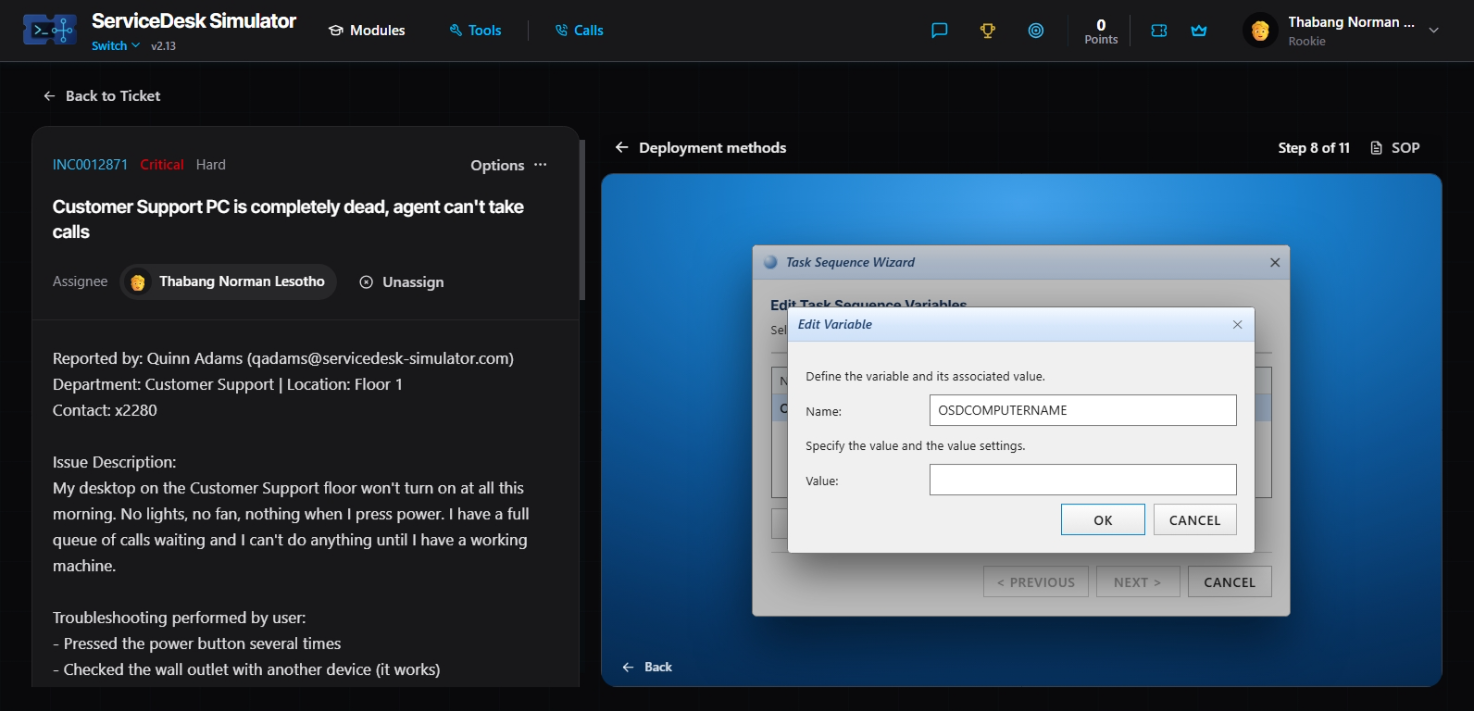 ServiceDesk Simulator
Switch v2.13
Modules
Tools
Calls
0
Points
Thabang Norman ...
Rookie
Back to Ticket
INC0012871 Critical Hard
Options ...
Customer Support PC is completely dead, agent can't take
calls
Assignee Thabang Norman Lesotho Unassign
Reported by: Quinn Adams (qadams@servicedesk-simulator.com)
Department: Customer Support | Location: Floor 1
Contact: x2280
Issue Description:
My desktop on the Customer Support floor won't turn on at all this
morning. No lights, no fan, nothing when I press power. I have a full
queue of calls waiting and I can't do anything until I have a working
machine.
Troubleshooting performed by user:
- Pressed the power button several times
- Checked the wall outlet with another device (it works)
Deployment methods
Step 8 of 11
SOP
Task Sequence Wizard
Edit Task Sequence Variables
Edit Variable
Define the variable and its associated value.
Name: OSDCOMPUTERNAME
Specify the value and the value settings.
Value:
OK CANCEL
< PREVIOUS NEXT > CANCEL
Back